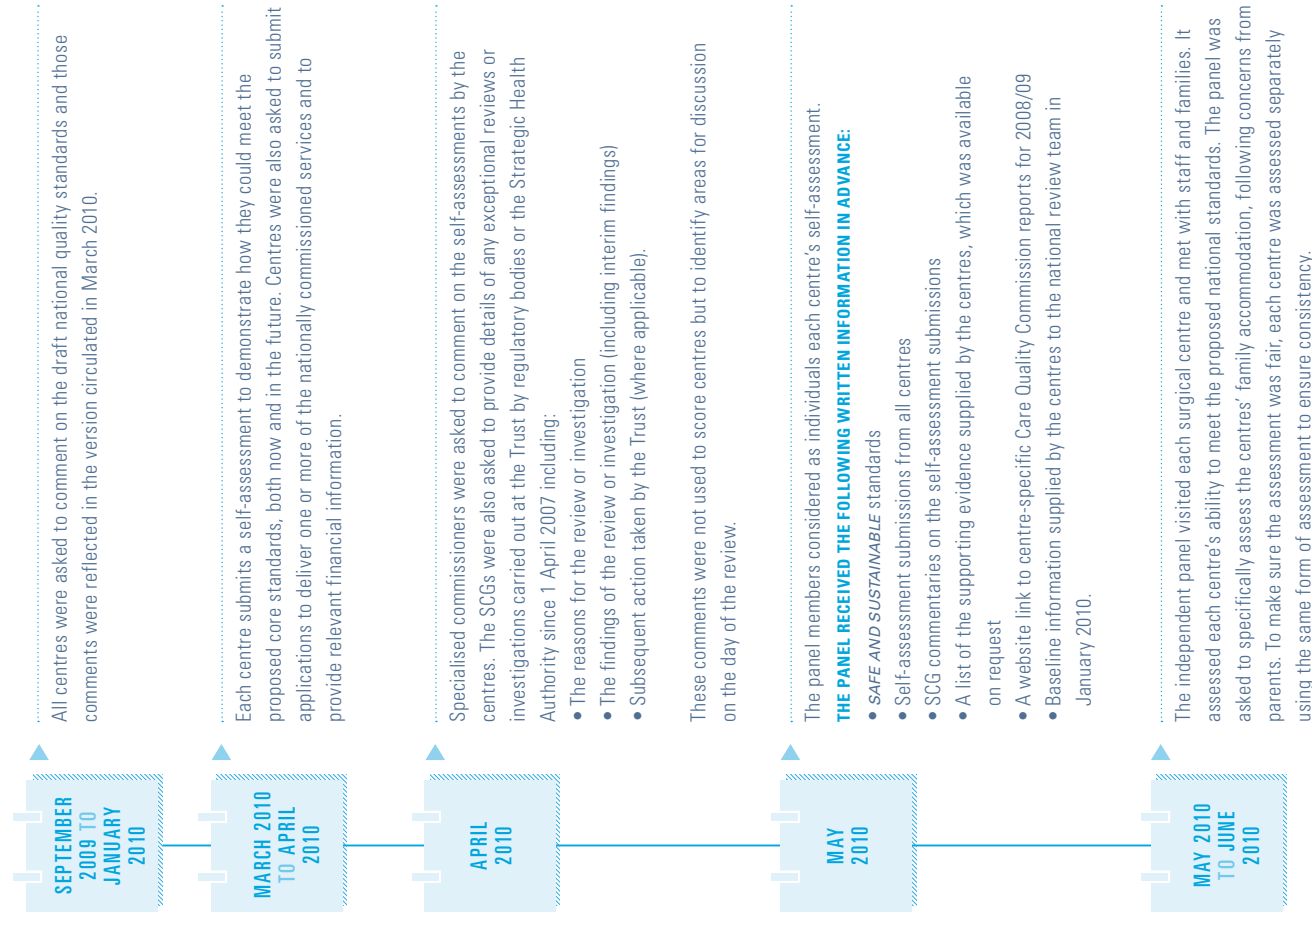 SEPTEMBER
2009 TO
JANUARY
2010
All centres were asked to comment on the draft national quality standards and those
comments were reflected in the version circulated in March 2010.
MARCH 2010
TO APRIL
2010
Each centre submits a self-assessment to demonstrate how they could meet the
proposed core standards, both now and in the future. Centres were also asked to submit
applications to deliver one or more of the nationally commissioned services and to
provide relevant financial information.
APRIL
2010
Specialised commissioners were asked to comment on the self-assessments by the
centres. The SCGs were also asked to provide details of any exceptional reviews or
investigations carried out at the Trust by regulatory bodies or the Strategic Health
Authority since 1 April 2007 including:
• The reasons for the review or investigation
• The findings of the review or investigation (including interim findings)
• Subsequent action taken by the Trust (where applicable).
These comments were not used to score centres but to identify areas for discussion
on the day of the review.
MAY
2010
The panel members considered as individuals each centre's self-assessment.
THE PANEL RECEIVED THE FOLLOWING WRITTEN INFORMATION IN ADVANCE:
• SAFE AND SUSTAINABLE standards
• Self-assessment submissions from all centres
• SCG commentaries on the self-assessment submissions
• A list of the supporting evidence supplied by the centres, which was available
on request
• A website link to centre-specific Care Quality Commission reports for 2008/09
• Baseline information supplied by the centres to the national review team in
January 2010.
MAY 2010
TO JUNE
2010
The independent panel visited each surgical centre and met with staff and families. It
assessed each centre's ability to meet the proposed national standards. The panel was
asked to specifically assess the centres' family accommodation, following concerns from
parents. To make sure the assessment was fair, each centre was assessed separately
using the same form of assessment to ensure consistency.